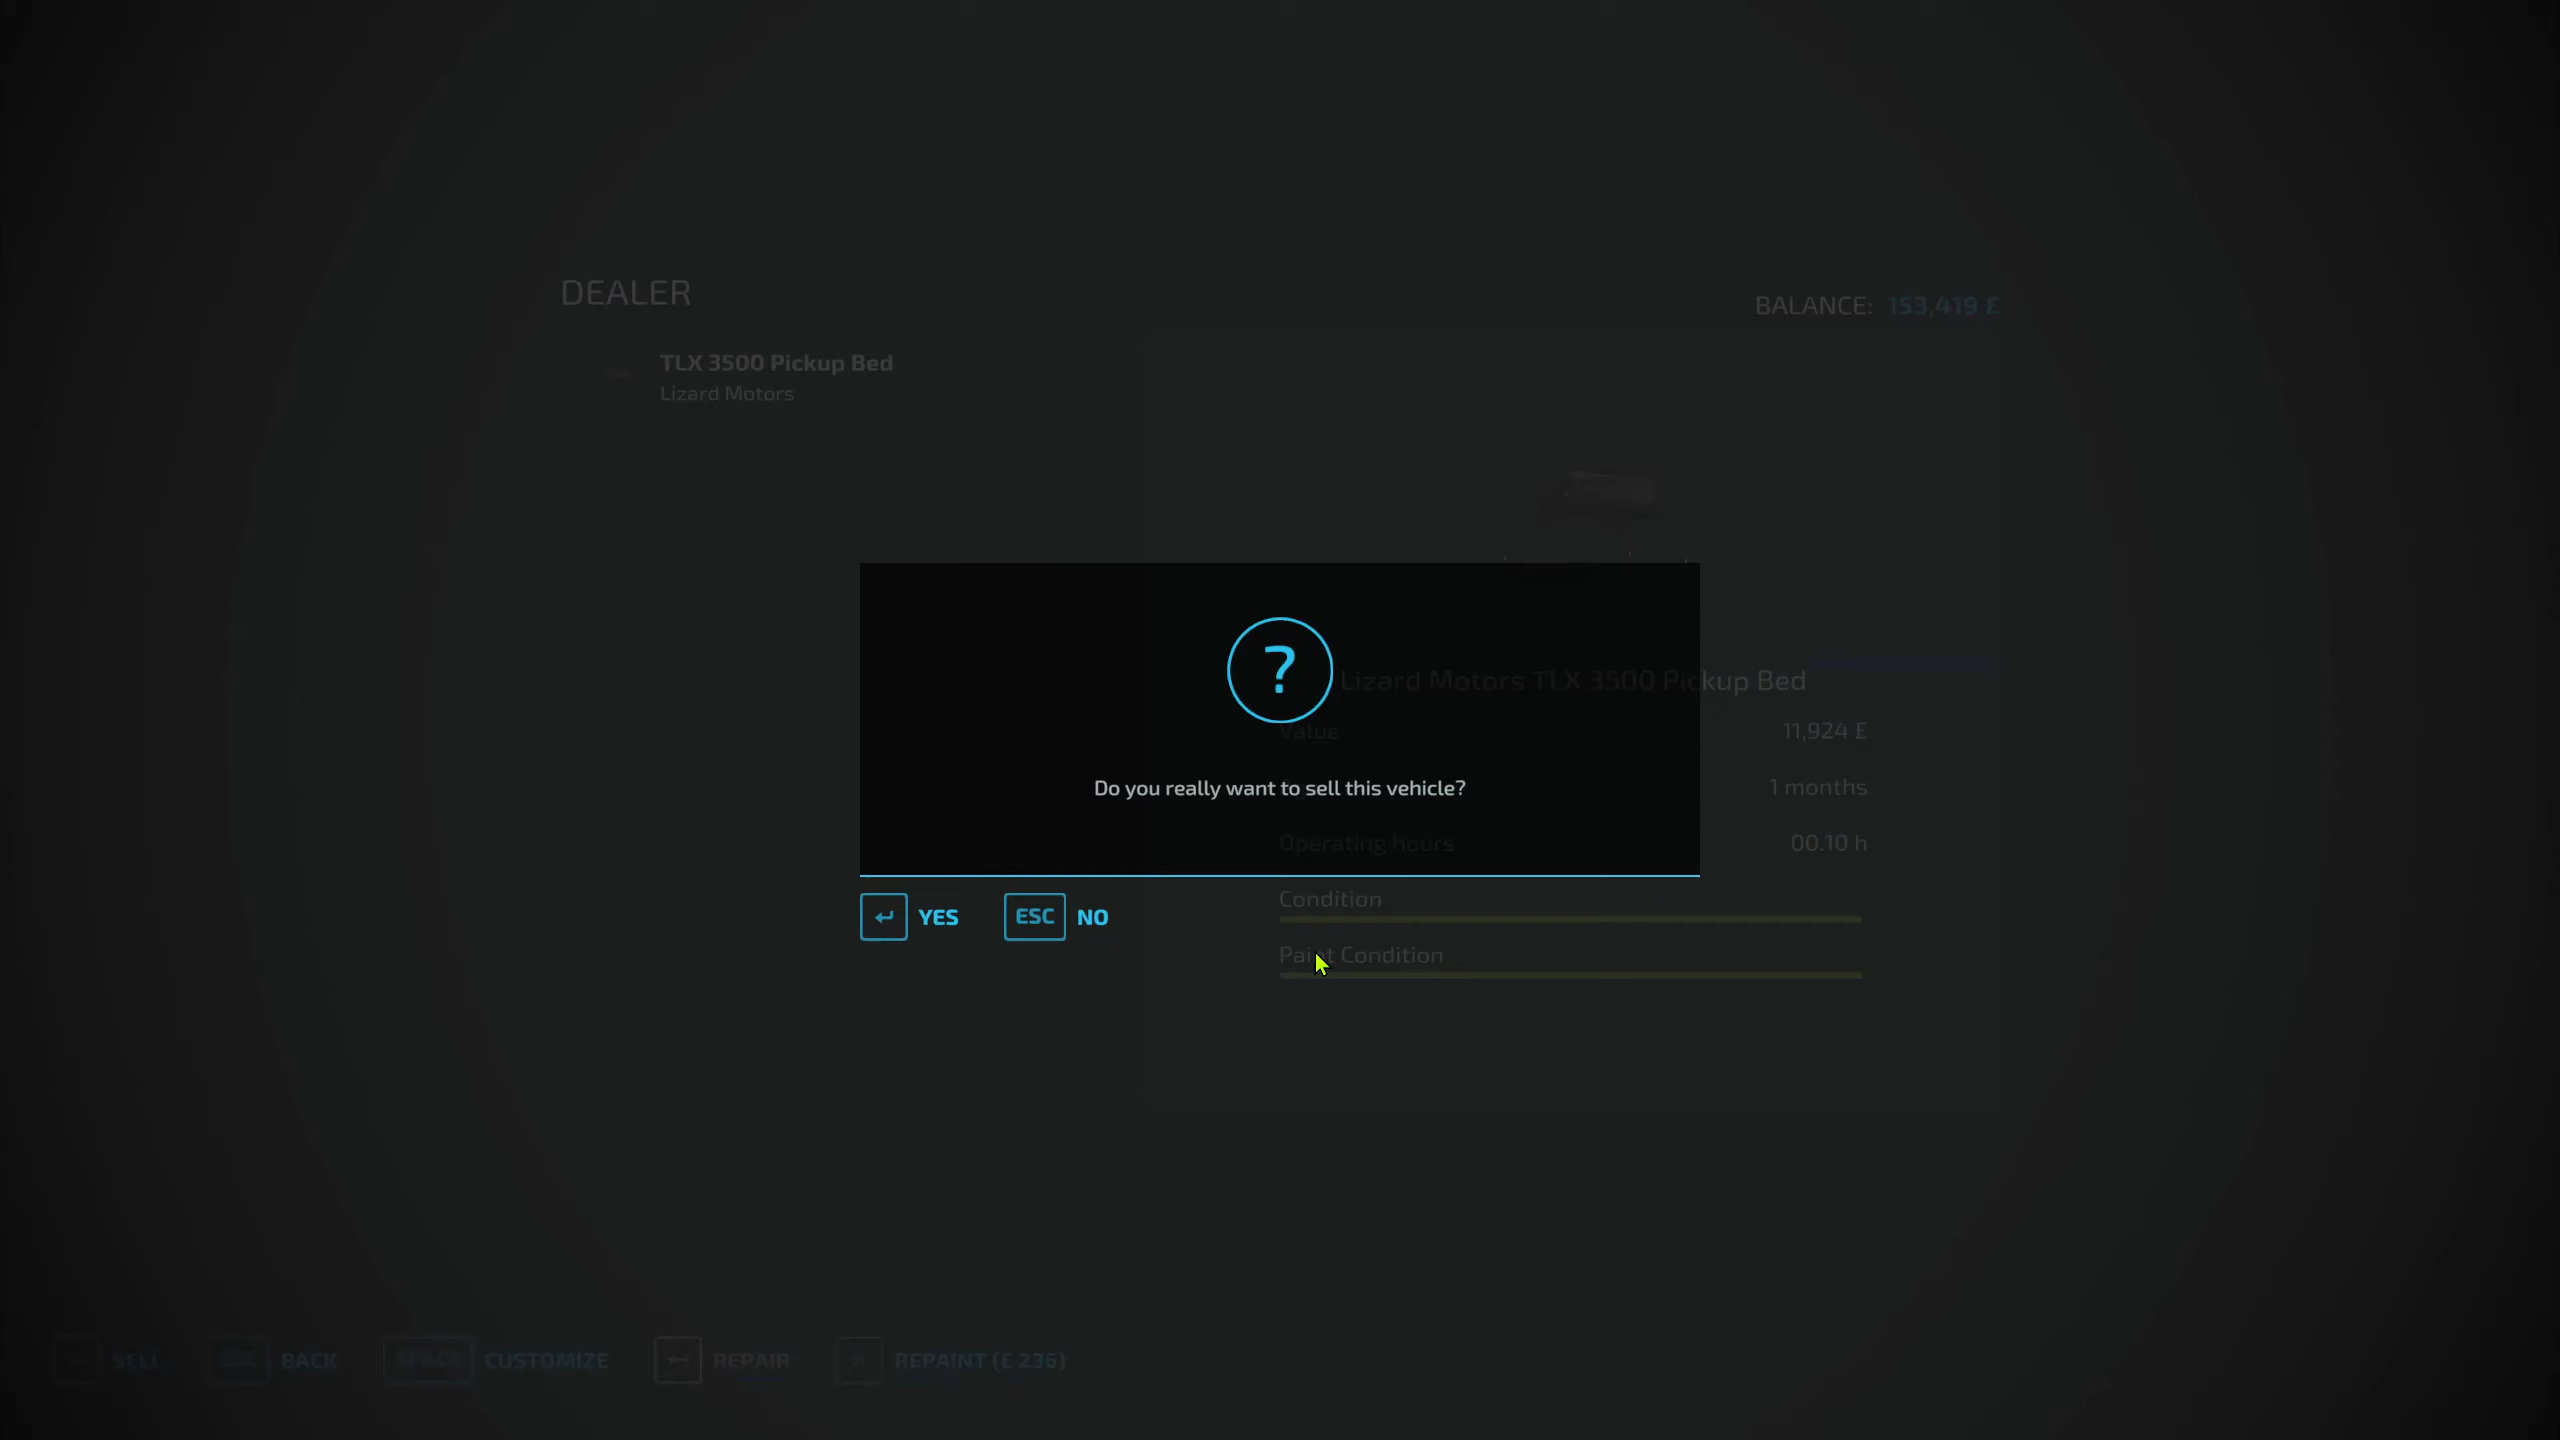 DEALER
BALANCE: 153,419 £
TLX 3500 Pickup Bed
Lizard Motors
Lizard Motors TLX 3500 Pickup Bed
Value 11,924 £
1 months
Do you really want to sell this vehicle?
Operating hours 00.10 h
Condition
YES ESC NO
Paint Condition
SELL ESC BACK SPACE CUSTOMIZE REPAIR REPAINT (£ 236)